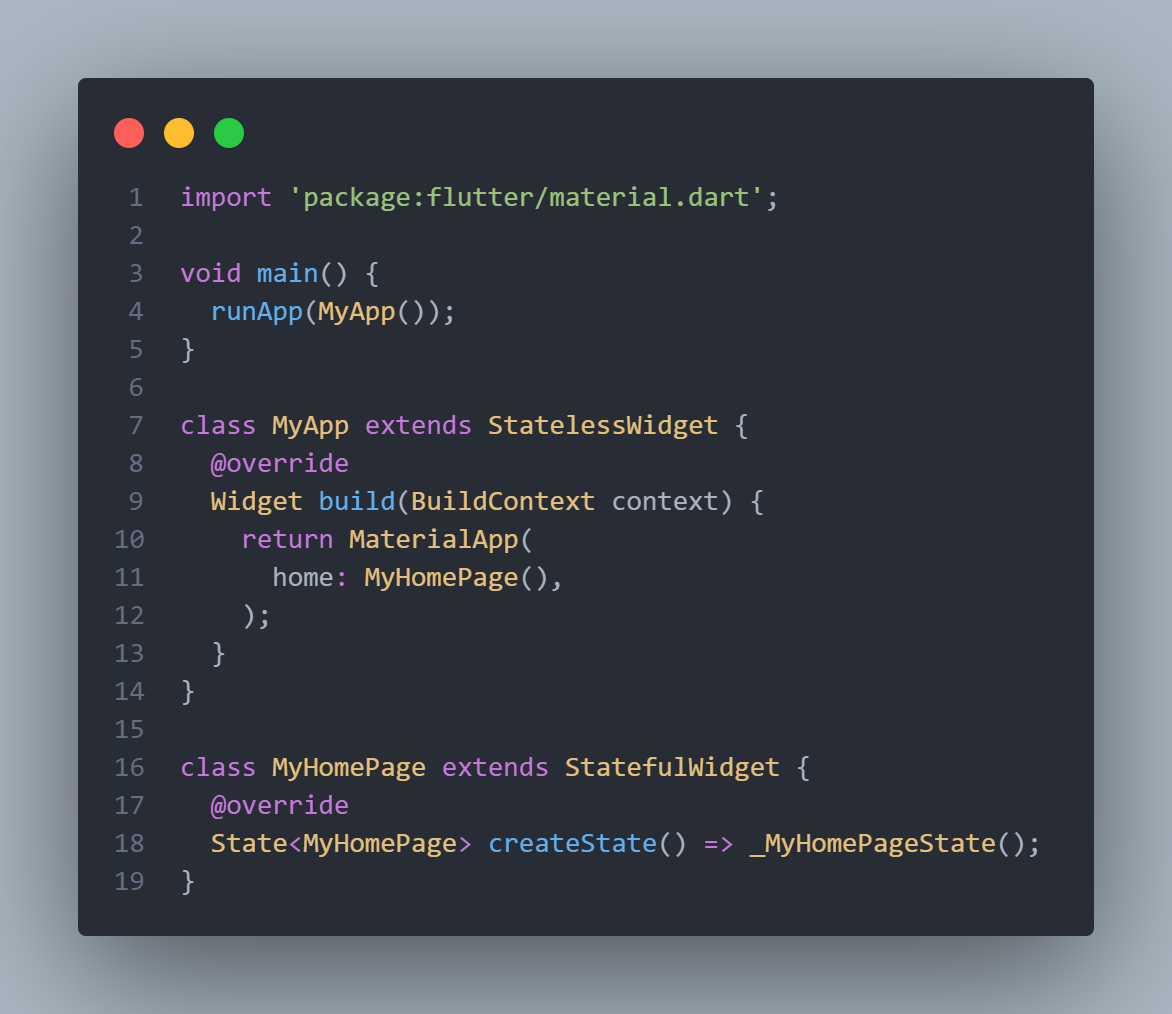 1 import 'package:flutter/material.dart';
2
3 void main() {
4   runApp(MyApp());
5 }
6
7 class MyApp extends StatelessWidget {
8   @override
9   Widget build(BuildContext context) {
10     return MaterialApp(
11       home: MyHomePage(),
12     );
13   }
14 }
15
16 class MyHomePage extends StatefulWidget {
17   @override
18   State<MyHomePage> createState() => _MyHomePageState();
19 }